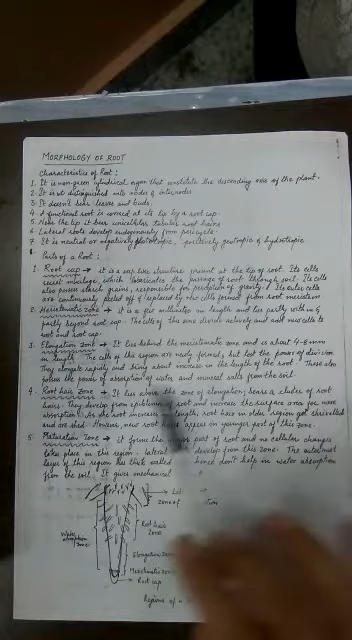 MORPHOLOGY OF ROOT
Characteristics of Root :
1. It is non-green cylindrical organ that constitute the descending axis of the plant.
2. It is not distinguished into nodes & internodes
3. It doesn't bear leaves and buds.
4. A functional root is covered at its tip by a root cap.
5. Near the tip it bear unicellular tubular root hairs
6. Lateral roots develop endogenously from pericycle.
7. It is neutral or negatively phototropic, positively geotropic & hydrotropic
Parts of a Root :
1. Root cap → it is a cap like structure present at the tip of root. Its cells
secret mucilage which lubricates the passage of root through soil. Its cells
also posses starch grains, responsible for perception of gravity. Its outer cells
are continuously peeled off & replaced by new cells formed from root meristem
2. Meristematic zone → it is a few millimetres in length and lies partly within &
partly beyond root cap. The cells of this zone divide actively and add new cells to
root and root cap.
3. Elongation zone → It lies behind the meristematic zone and is about 4-8 mm
in length. The cells of this region are newly formed, but lost the power of division
They elongate rapidly and bring about increase in the length of the root. These also
posses the power of absorption of water and mineral salts from the soil.
4. Root hair Zone → It lies above the zone of elongation, bears a cluster of root
hairs. They develop from epiblema of root and increase the surface area for more
absorption. As the root increases in length, root hairs in older region get shrivelled
and are shed. However, new root hairs appear in younger part of this zone.
5. Maturation Zone → it forms the part of root and no cellular changes
takes place in this region. lateral develop from this zone. The outermost
layer of this region has thick walled hence don't help in water absorption
from the soil. It gives mechanical
zone of
Root hair
Zone
Water
absorption
zone
Elongation zone
Meristematic zone
Root cap
Regions of a